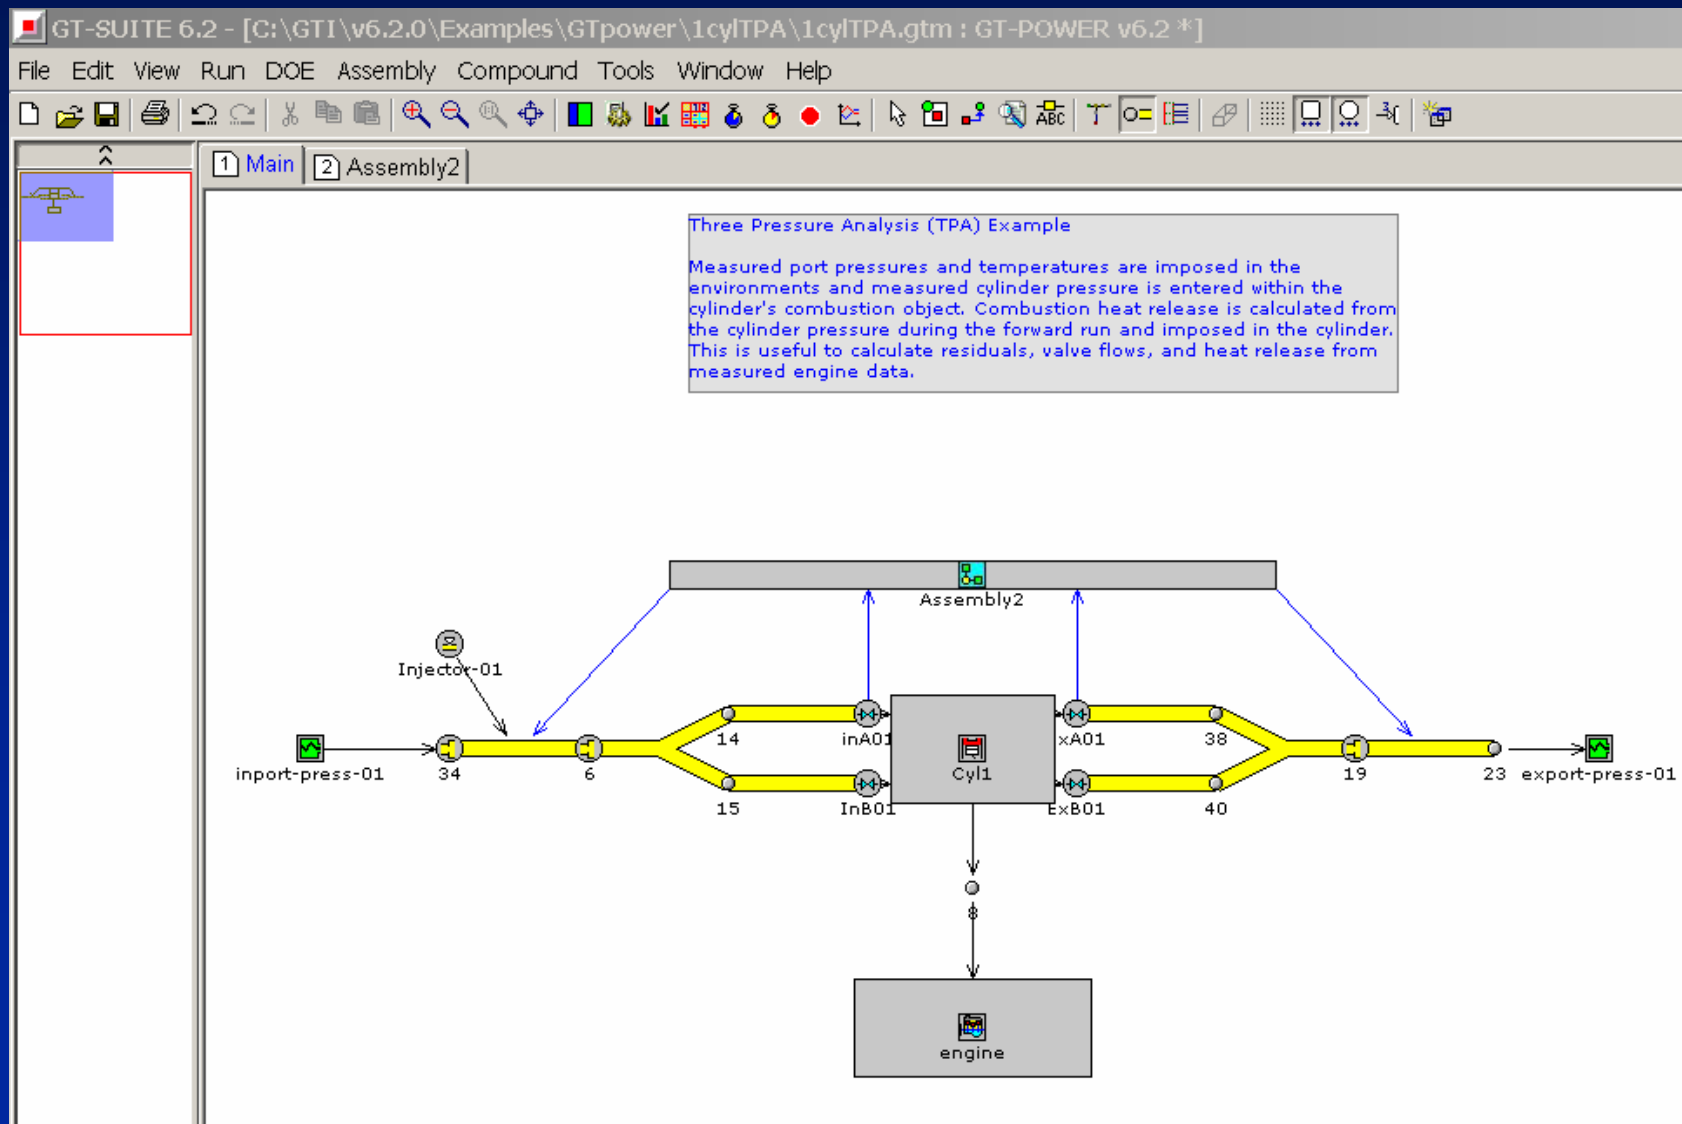 GT-SUITE 6.2 - [C:\GTI\v6.2.0\Examples\GTpower\1cylTPA\1cylTPA.gtm : GT-POWER v6.2 *]
File Edit View Run DOE Assembly Compound Tools Window Help
ABC
1 Main 2 Assembly2
Three Pressure Analysis (TPA) Example
Measured port pressures and temperatures are imposed in the
environments and measured cylinder pressure is entered within the
cylinder's combustion object. Combustion heat release is calculated from
the cylinder pressure during the forward run and imposed in the cylinder.
This is useful to calculate residuals, valve flows, and heat release from
measured engine data.
Assembly2
Injector-01
14 inA01 xA01 38
inport-press-01 34 6 Cyl1 19 23 export-press-01
15 InB01 ExB01 40
8
engine